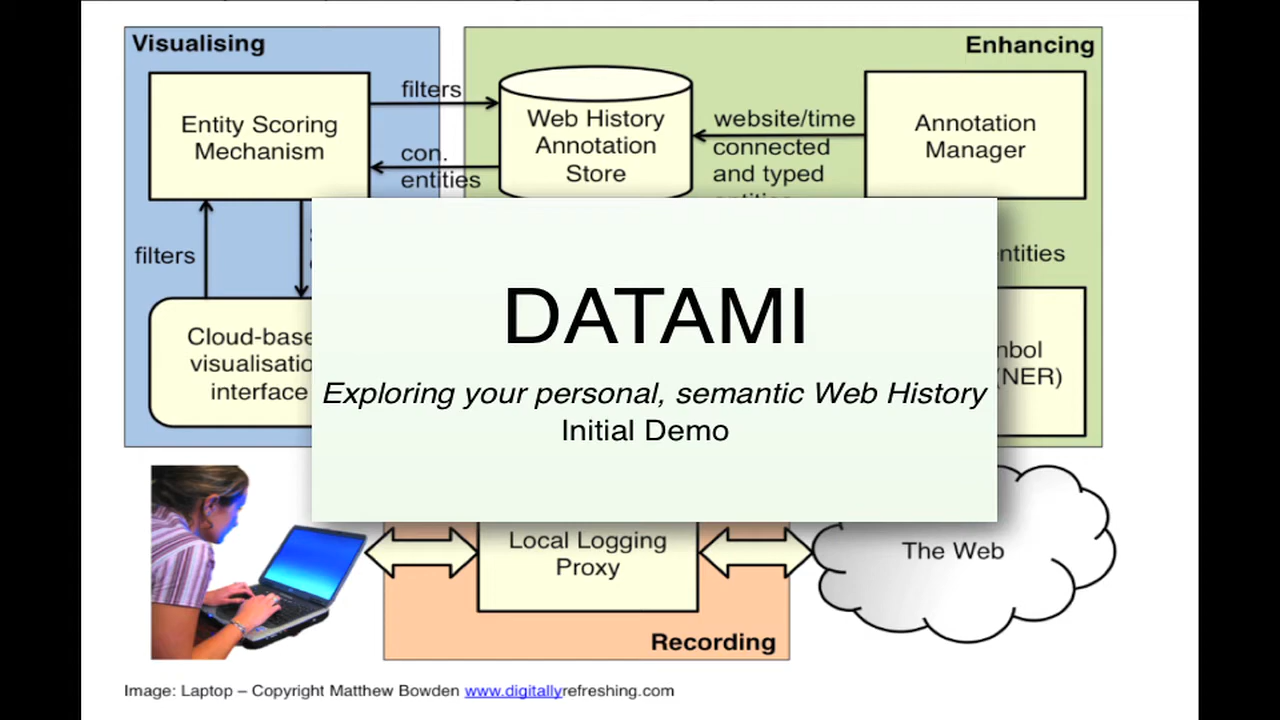 Visualising
Enhancing
filters
Entity Scoring
Mechanism
con.
entities
Web History
Annotation
Store
website/time
connected
and typed
Annotation
Manager
filters
ntities
Cloud-base
visualisatio
interface
nbol
(NER)
DATAMI
Exploring your personal, semantic Web History
Initial Demo
Local Logging
Proxy
The Web
Recording
Image: Laptop – Copyright Matthew Bowden www.digitallyrefreshing.com